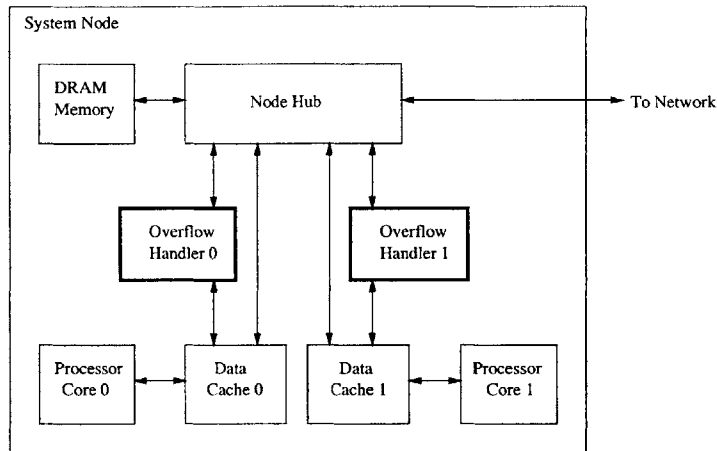 System Node
DRAM
Memory
Node Hub
To Network
Overflow
Handler 0
Overflow
Handler 1
Processor
Core 0
Data
Cache 0
Data
Cache 1
Processor
Core 1